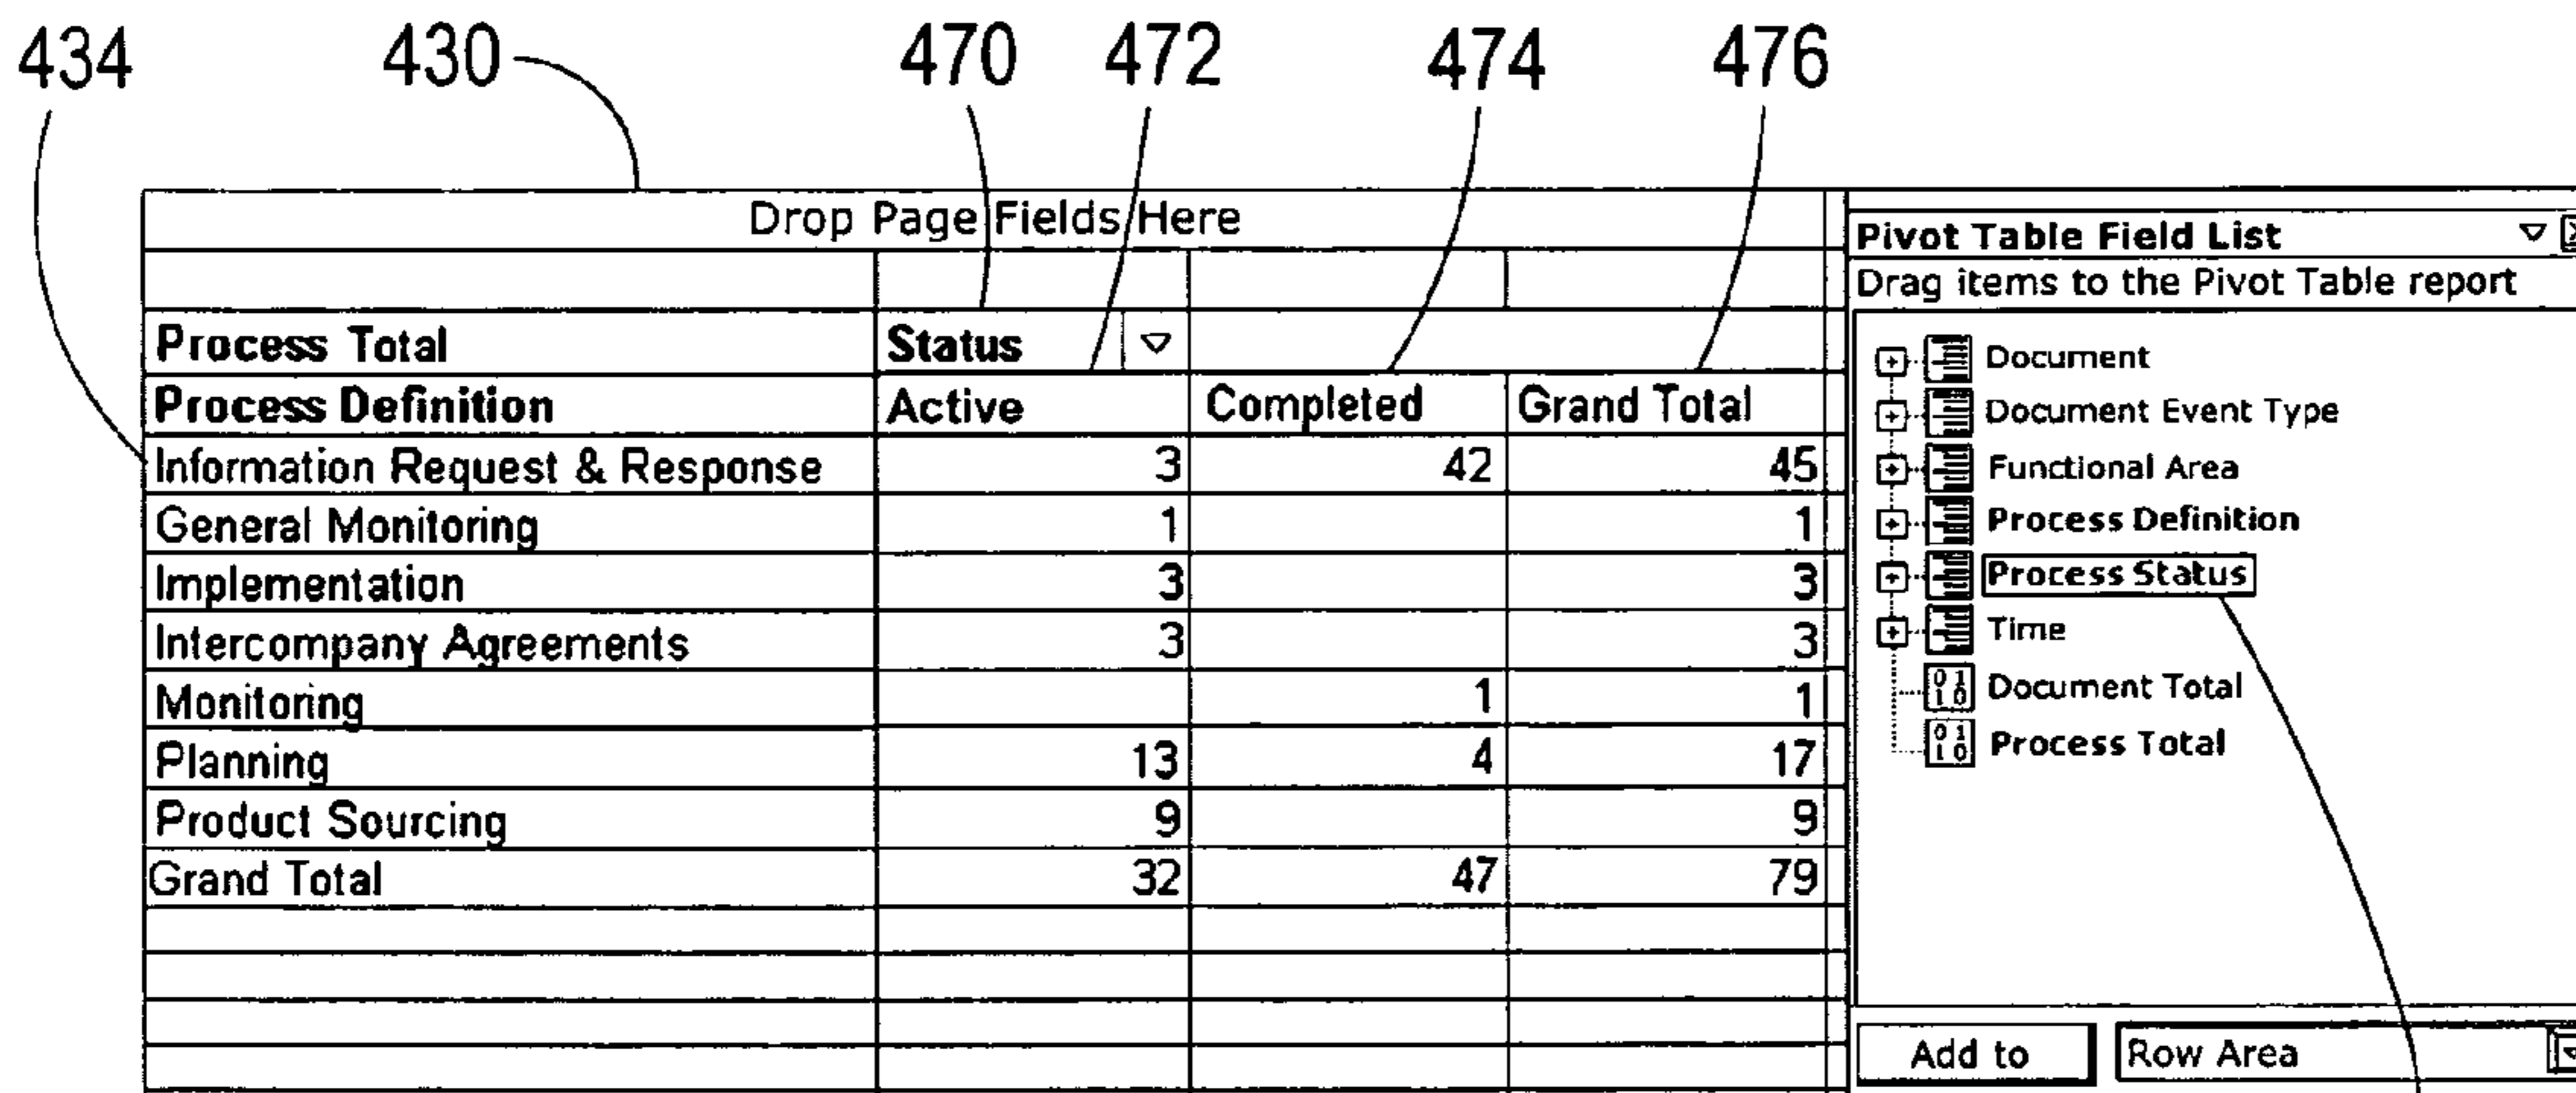 434 430 470 472 474 476
Drop Page Fields Here
Process Total Status
Process Definition Active Completed Grand Total
Information Request & Response 3 42 45
General Monitoring 1 1
Implementation 3 3
Intercompany Agreements 3 3
Monitoring 1 1
Planning 13 4 17
Product Sourcing 9 9
Grand Total 32 47 79
Pivot Table Field List
Drag items to the Pivot Table report
Document
Document Event Type
Functional Area
Process Definition
Process Status
Time
01 10 Document Total
01 10 Process Total
Add to Row Area